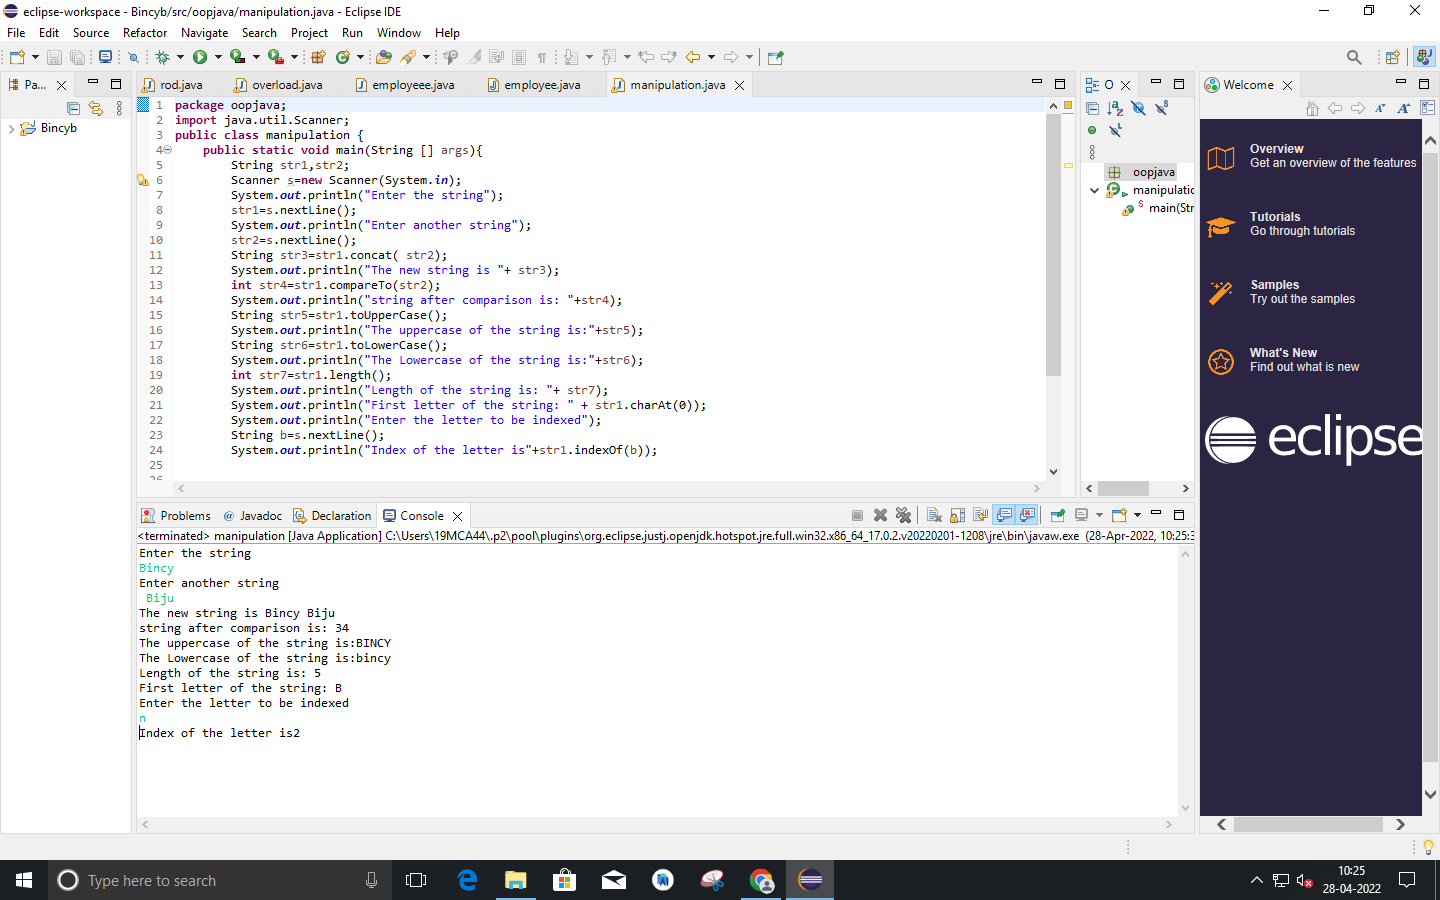 eclipse-workspace - Bincyb/src/oopjava/manipulation.java - Eclipse IDE
File Edit Source Refactor Navigate Search Project Run Window Help
Pa...
Bincyb
rod.java overload.java employeee.java employee.java manipulation.java
1 package oopjava;
2 import java.util.Scanner;
3 public class manipulation {
4 public static void main(String [] args){
5 String str1,str2;
6 Scanner s=new Scanner(System.in);
7 System.out.println("Enter the string");
8 str1=s.nextLine();
9 System.out.println("Enter another string");
10 str2=s.nextLine();
11 String str3=str1.concat( str2);
12 System.out.println("The new string is "+ str3);
13 int str4=str1.compareTo(str2);
14 System.out.println("string after comparison is: "+str4);
15 String str5=str1.toUpperCase();
16 System.out.println("The uppercase of the string is:"+str5);
17 String str6=str1.toLowerCase();
18 System.out.println("The Lowercase of the string is:"+str6);
19 int str7=str1.length();
20 System.out.println("Length of the string is: "+ str7);
21 System.out.println("First letter of the string: " + str1.charAt(0));
22 System.out.println("Enter the letter to be indexed");
23 String b=s.nextLine();
24 System.out.println("Index of the letter is"+str1.indexOf(b));
25
O
oopjava
manipulatic
main(Str
Welcome
Overview
Get an overview of the features
Tutorials
Go through tutorials
Samples
Try out the samples
What's New
Find out what is new
eclipse
Problems @ Javadoc Declaration Console
<terminated> manipulation [Java Application] C:\Users\19MCA44\.p2\pool\plugins\org.eclipse.justj.openjdk.hotspot.jre.full.win32.x86_64_17.0.2.v20220201-1208\jre\bin\javaw.exe (28-Apr-2022, 10:25:3
Enter the string
Bincy
Enter another string
Biju
The new string is Bincy Biju
string after comparison is: 34
The uppercase of the string is:BINCY
The Lowercase of the string is:bincy
Length of the string is: 5
First letter of the string: B
Enter the letter to be indexed
n
Index of the letter is2
Type here to search
10:25
28-04-2022